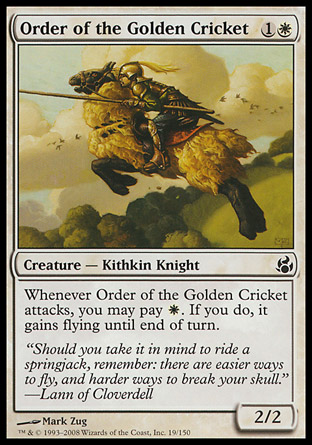 Order of the Golden Cricket 1
Creature — Kithkin Knight
Whenever Order of the Golden Cricket
attacks, you may pay . If you do, it
gains flying until end of turn.
“Should you take it in mind to ride a
springjack, remember: there are easier ways
to fly, and harder ways to break your skull.”
—Lann of Cloverdell
Mark Zug
™ & © 1993–2008 Wizards of the Coast, Inc. 19/150
2/2